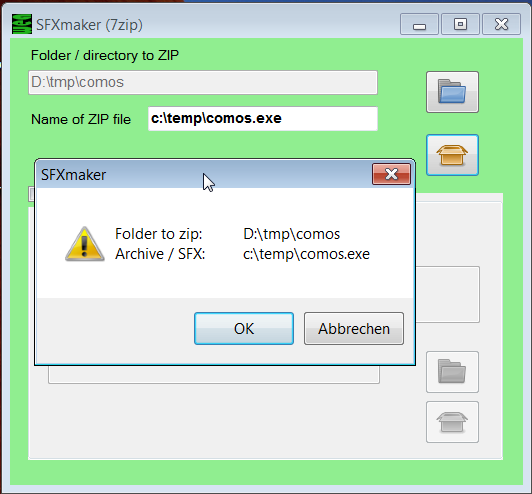 SFXmaker (7zip)
Folder / directory to ZIP
D:\tmp\comos
Name of ZIP file
c:\temp\comos.exe
SFXmaker
Folder to zip: D:\tmp\comos
Archive / SFX: c:\temp\comos.exe
OK
Abbrechen